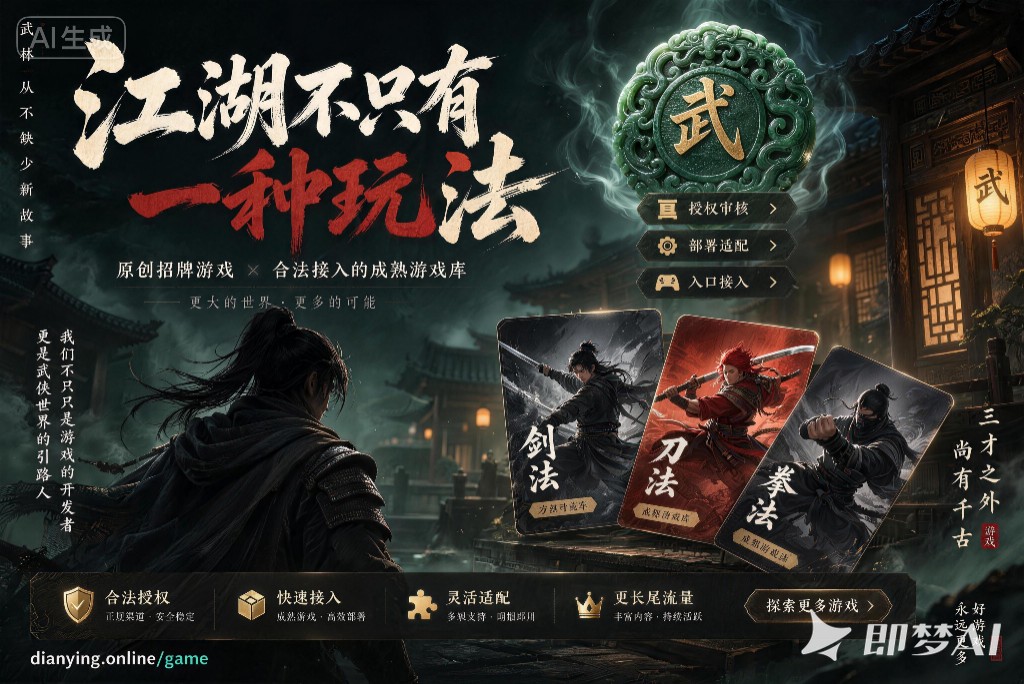 AI生成
武林 从不缺少新故事
江湖不只有
一种玩法
原创招牌游戏 × 合法接入的成熟游戏库
更大的世界 · 更多的可能
武
授权审核
部署适配
入口接入
武
我们不只只是游戏的开发者
更是武侠世界的引路人
剑法
刀法
拳法
三才之外
尚有千古
游戏
合法授权
正规渠道 · 安全稳定
快速接入
成熟游戏 · 高效部署
灵活适配
更长尾流量
丰富内容 · 持续活跃
探索更多游戏
好游戏
永远更多
即梦AI
dianying.online/game